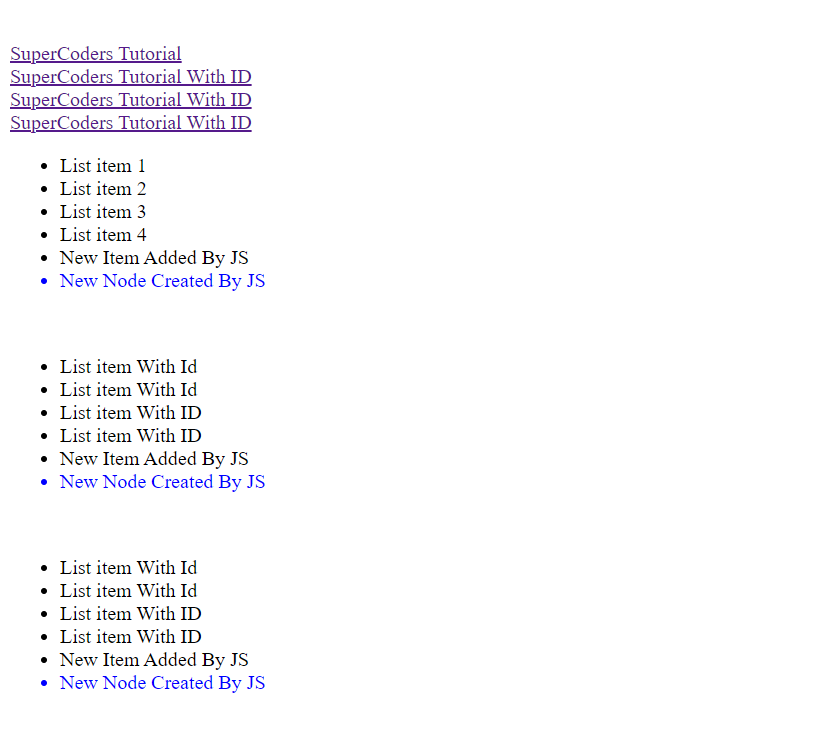 SuperCoders Tutorial
SuperCoders Tutorial With ID
SuperCoders Tutorial With ID
SuperCoders Tutorial With ID
List item 1
List item 2
List item 3
List item 4
New Item Added By JS
New Node Created By JS
List item With Id
List item With Id
List item With ID
List item With ID
New Item Added By JS
New Node Created By JS
List item With Id
List item With Id
List item With ID
List item With ID
New Item Added By JS
New Node Created By JS